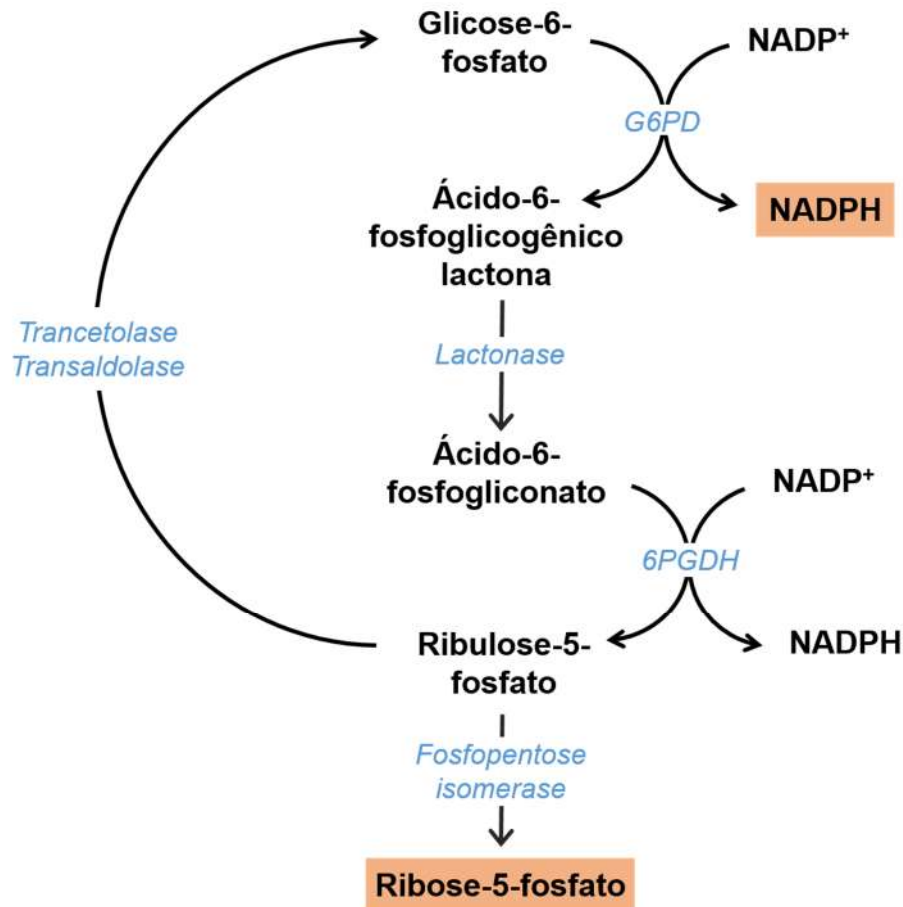 Glicose-6-
fosfato
NADP⁺
G6PD
Ácido-6-
fosfoglicogênico
lactona
NADPH
Trancetolase
Transaldolase
Lactonase
Ácido-6-
fosfogliconato
NADP⁺
6PGDH
Ribulose-5-
fosfato
NADPH
Fosfopentose
isomerase
Ribose-5-fosfato